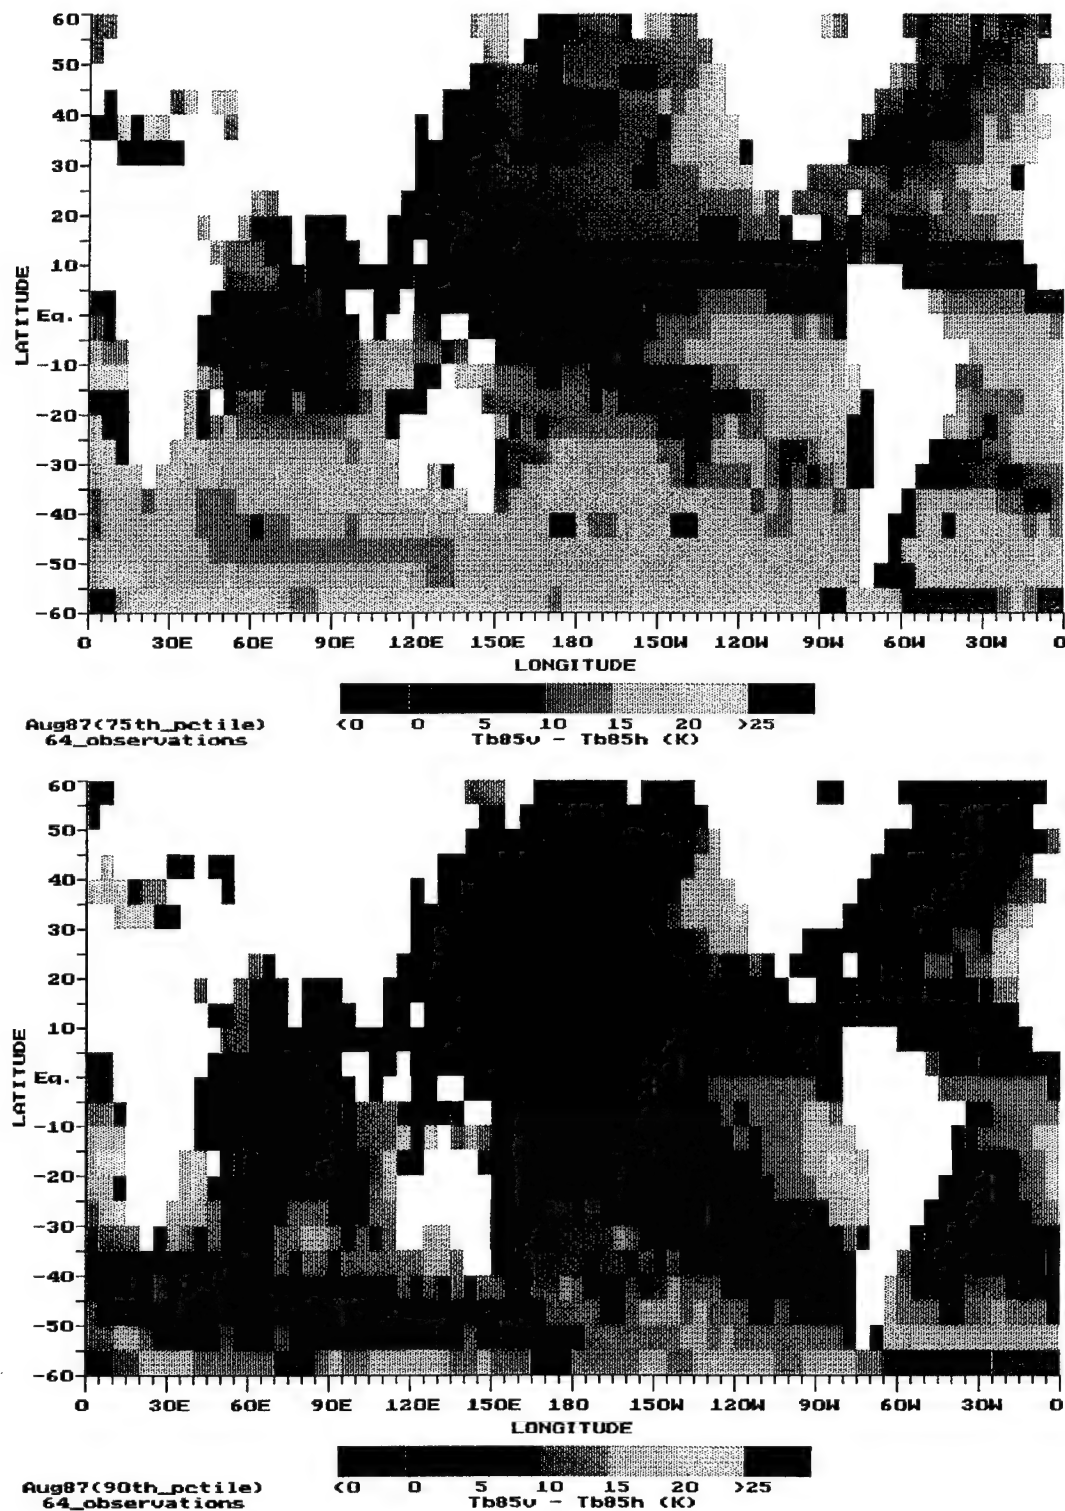 60
50
40
30
20
10
Eq.
-10
-20
-30
-40
-50
-60
LATITUDE
0 30E 60E 90E 120E 150E 180 150W 120W 90W 60W 30W 0
LONGITUDE
Aug87(75th_pctile)
64_observations
<0 0 5 10 15 20 >25
Tb85v - Tb85h (K)
60
50
40
30
20
10
Eq.
-10
-20
-30
-40
-50
-60
LATITUDE
0 30E 60E 90E 120E 150E 180 150W 120W 90W 60W 30W 0
LONGITUDE
Aug87(90th_pctile)
64_observations
<0 0 5 10 15 20 >25
Tb85v - Tb85h (K)